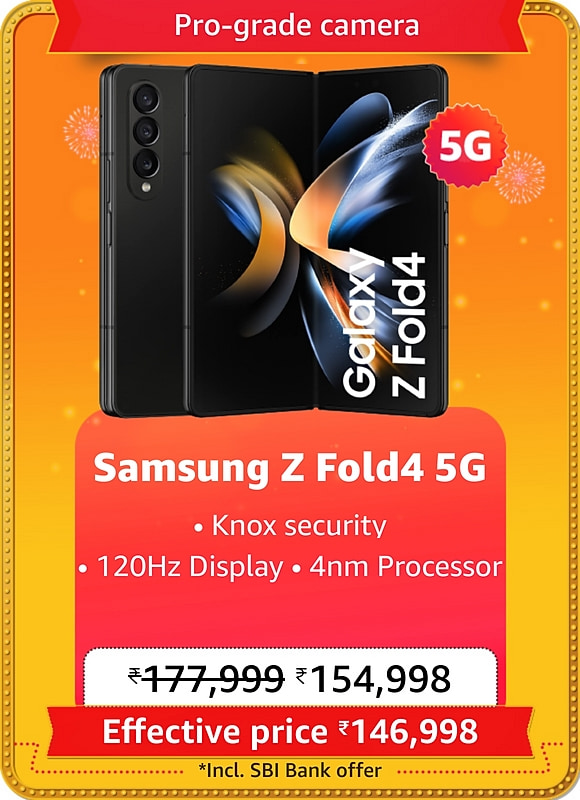 Pro-grade camera
5G
Galaxy
Z Fold4
Samsung Z Fold4 5G
• Knox security
• 120Hz Display • 4nm Processor
₹177,999 ₹154,998
Effective price ₹146,998
*Incl. SBI Bank offer